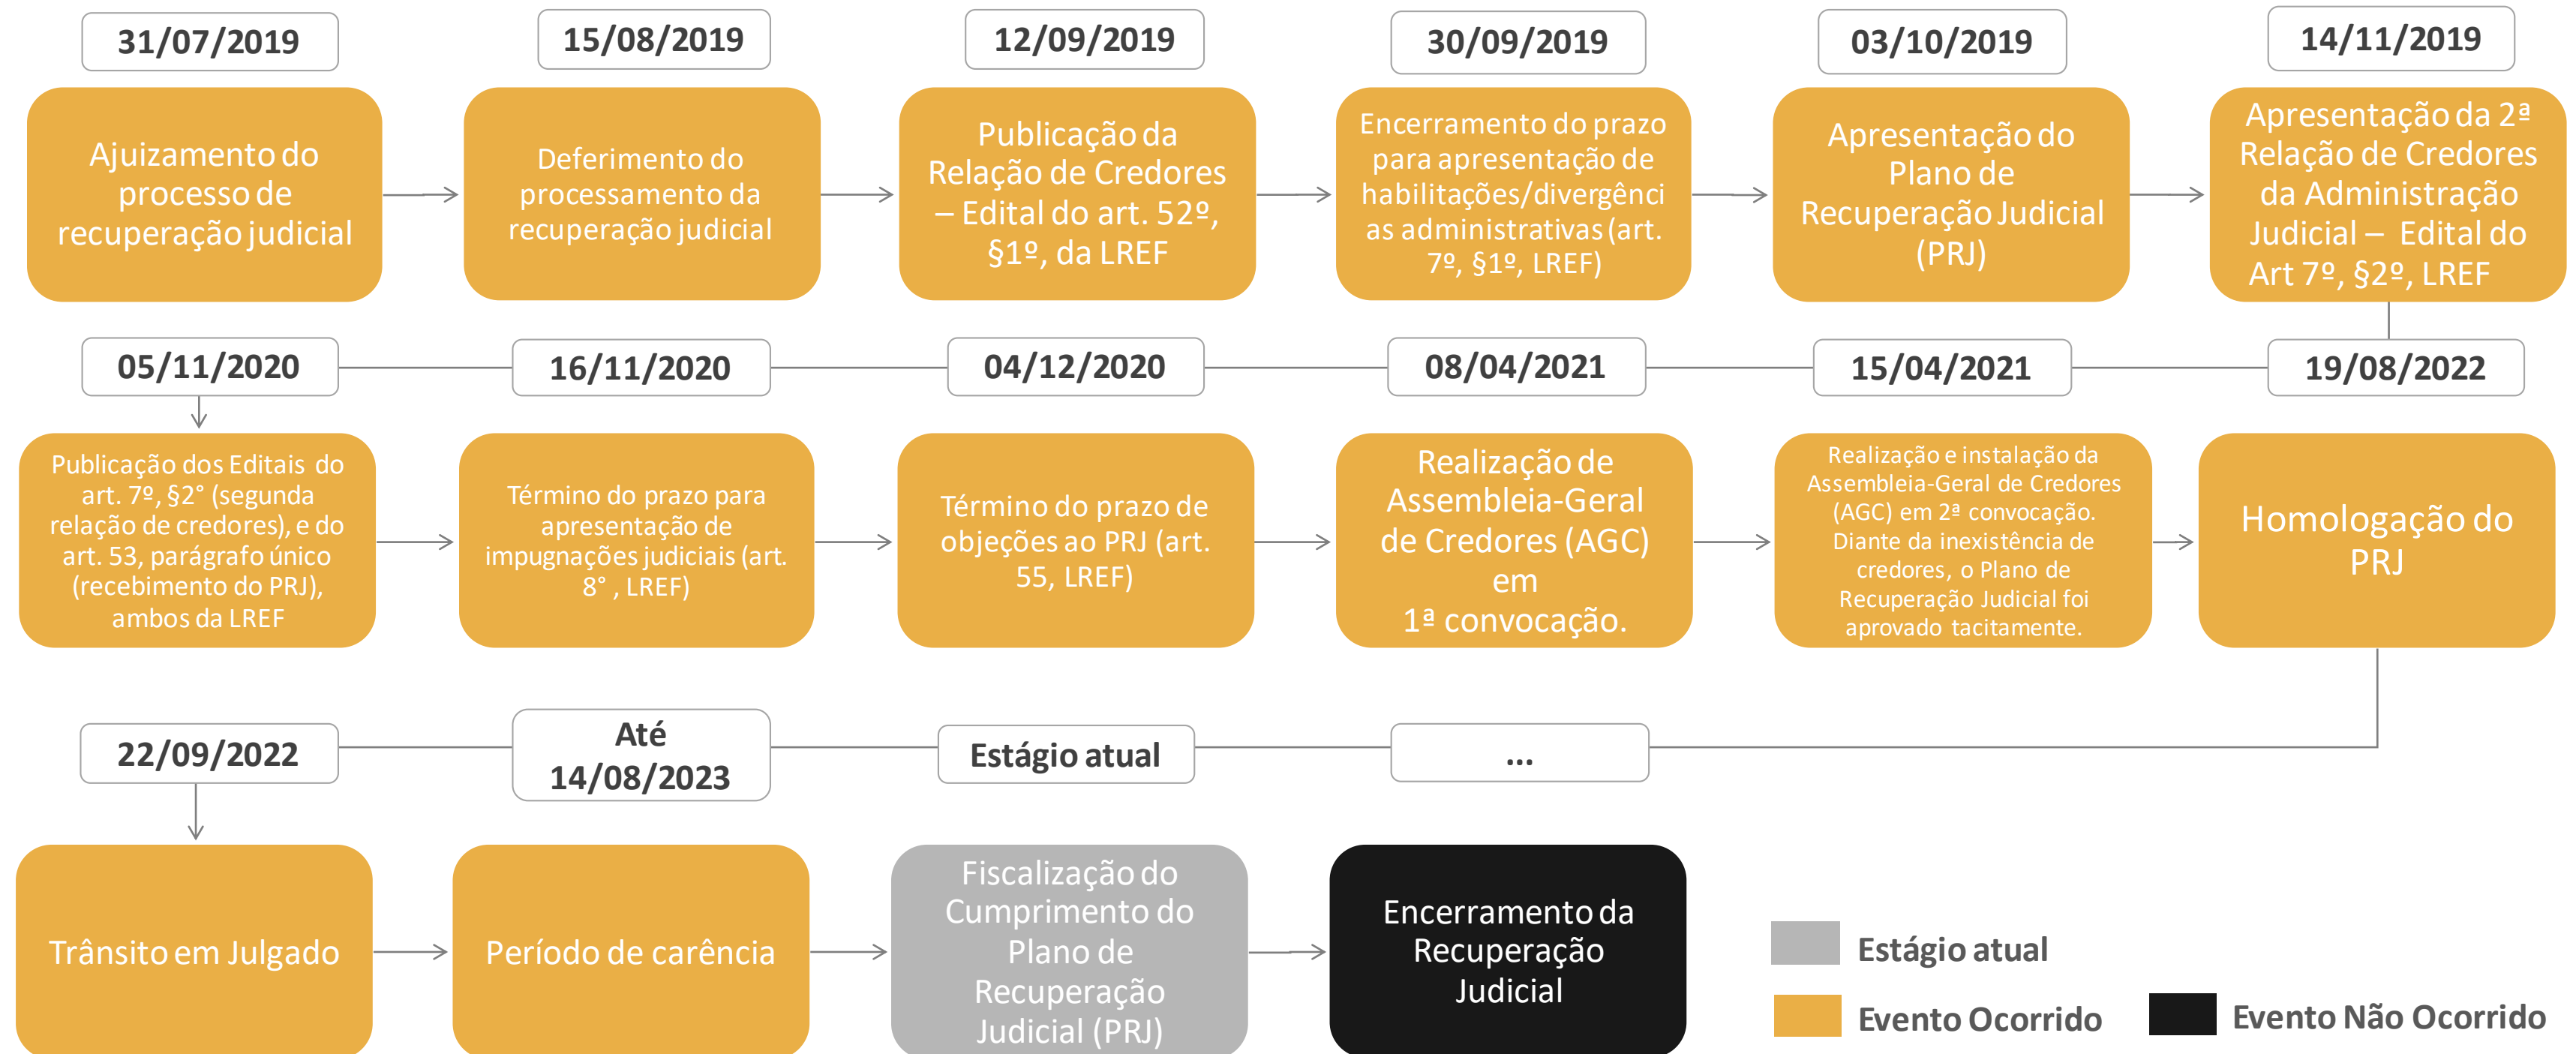 31/07/2019
15/08/2019
12/09/2019
30/09/2019
03/10/2019
14/11/2019
Ajuizamento do
processo de
recuperação judicial
Deferimento do
processamento da
recuperação judicial
Publicação da
Relação de Credores
– Edital do art. 52º,
§1º, da LREF
Encerramento do prazo
para apresentação de
habilitações/divergênci
as administrativas (art.
7º, §1º, LREF)
Apresentação do
Plano de
Recuperação Judicial
(PRJ)
Apresentação da 2ª
Relação de Credores
da Administração
Judicial – Edital do
Art 7º, §2º, LREF
05/11/2020
16/11/2020
04/12/2020
08/04/2021
15/04/2021
19/08/2022
Publicação dos Editais do
art. 7º, §2° (segunda
relação de credores), e do
art. 53, parágrafo único
(recebimento do PRJ),
ambos da LREF
Término do prazo para
apresentação de
impugnações judiciais (art.
8° , LREF)
Término do prazo de
objeções ao PRJ (art.
55, LREF)
Realização de
Assembleia-Geral
de Credores (AGC)
em
1ª convocação.
Realização e instalação da
Assembleia-Geral de Credores
(AGC) em 2ª convocação.
Diante da inexistência de
credores, o Plano de
Recuperação Judicial foi
aprovado tacitamente.
Homologação do
PRJ
22/09/2022
Até
14/08/2023
Estágio atual
...
Trânsito em Julgado
Período de carência
Fiscalização do
Cumprimento do
Plano de
Recuperação
Judicial (PRJ)
Encerramento da
Recuperação
Judicial
Estágio atual
Evento Ocorrido
Evento Não Ocorrido